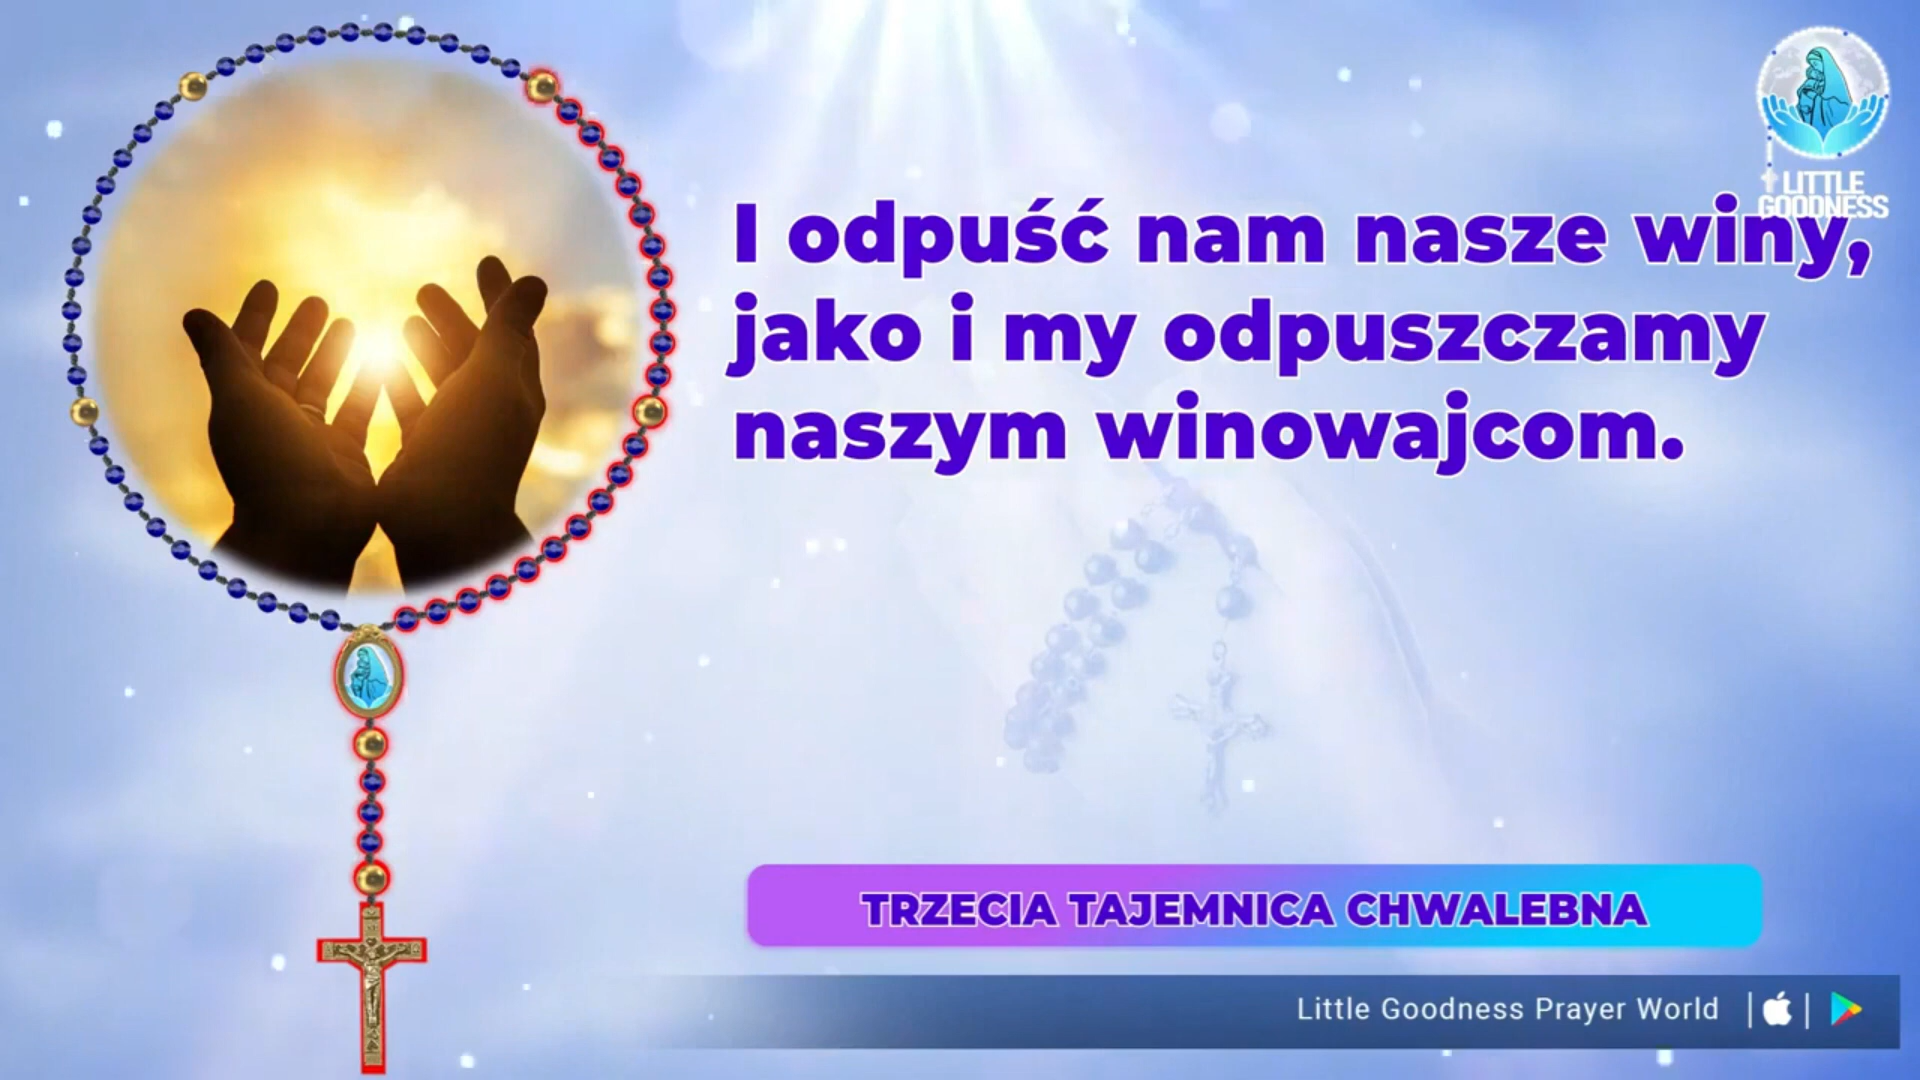 LITTLE
GOODNESS
I odpuść nam nasze winy,
jako i my odpuszczamy
naszym winowajcom.
TRZECIA TAJEMNICA CHWALEBNA
Little Goodness Prayer World